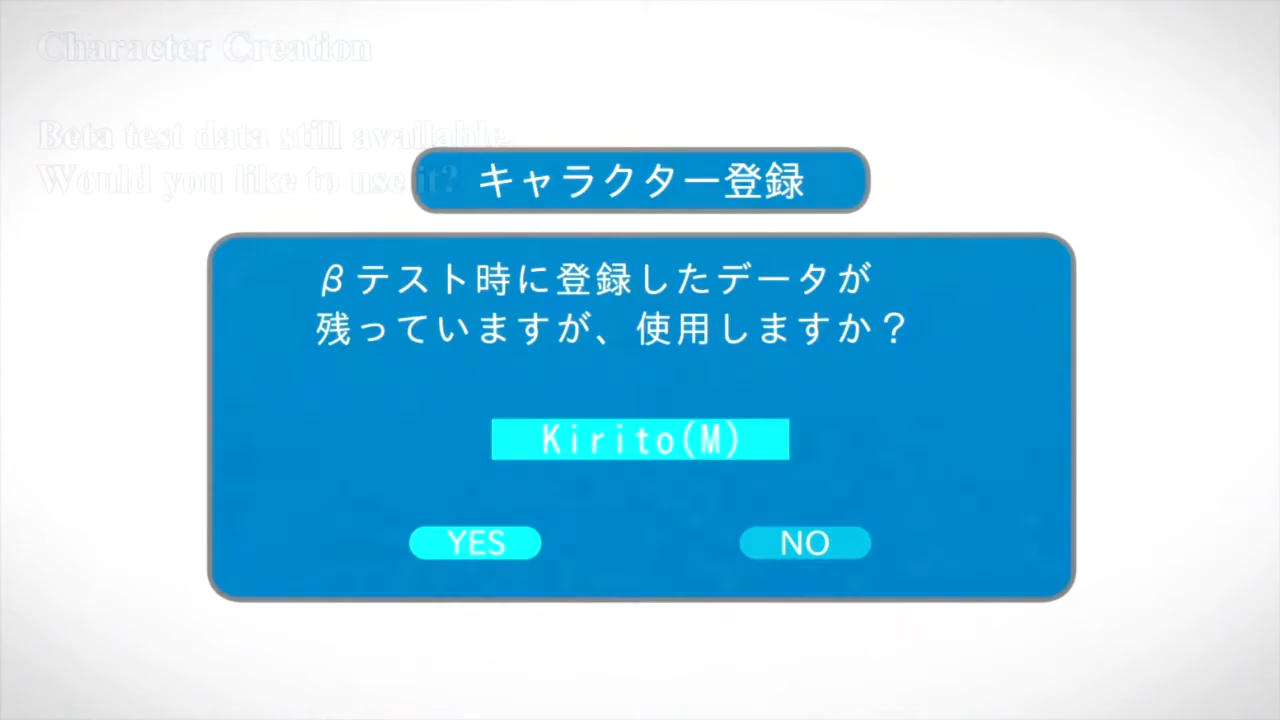 Character Creation
Beta test data still available.
Would you like to use it?
キャラクター登録
βテスト時に登録したデータが
残っていますが、使用しますか？
Kirito(M)
YES
NO